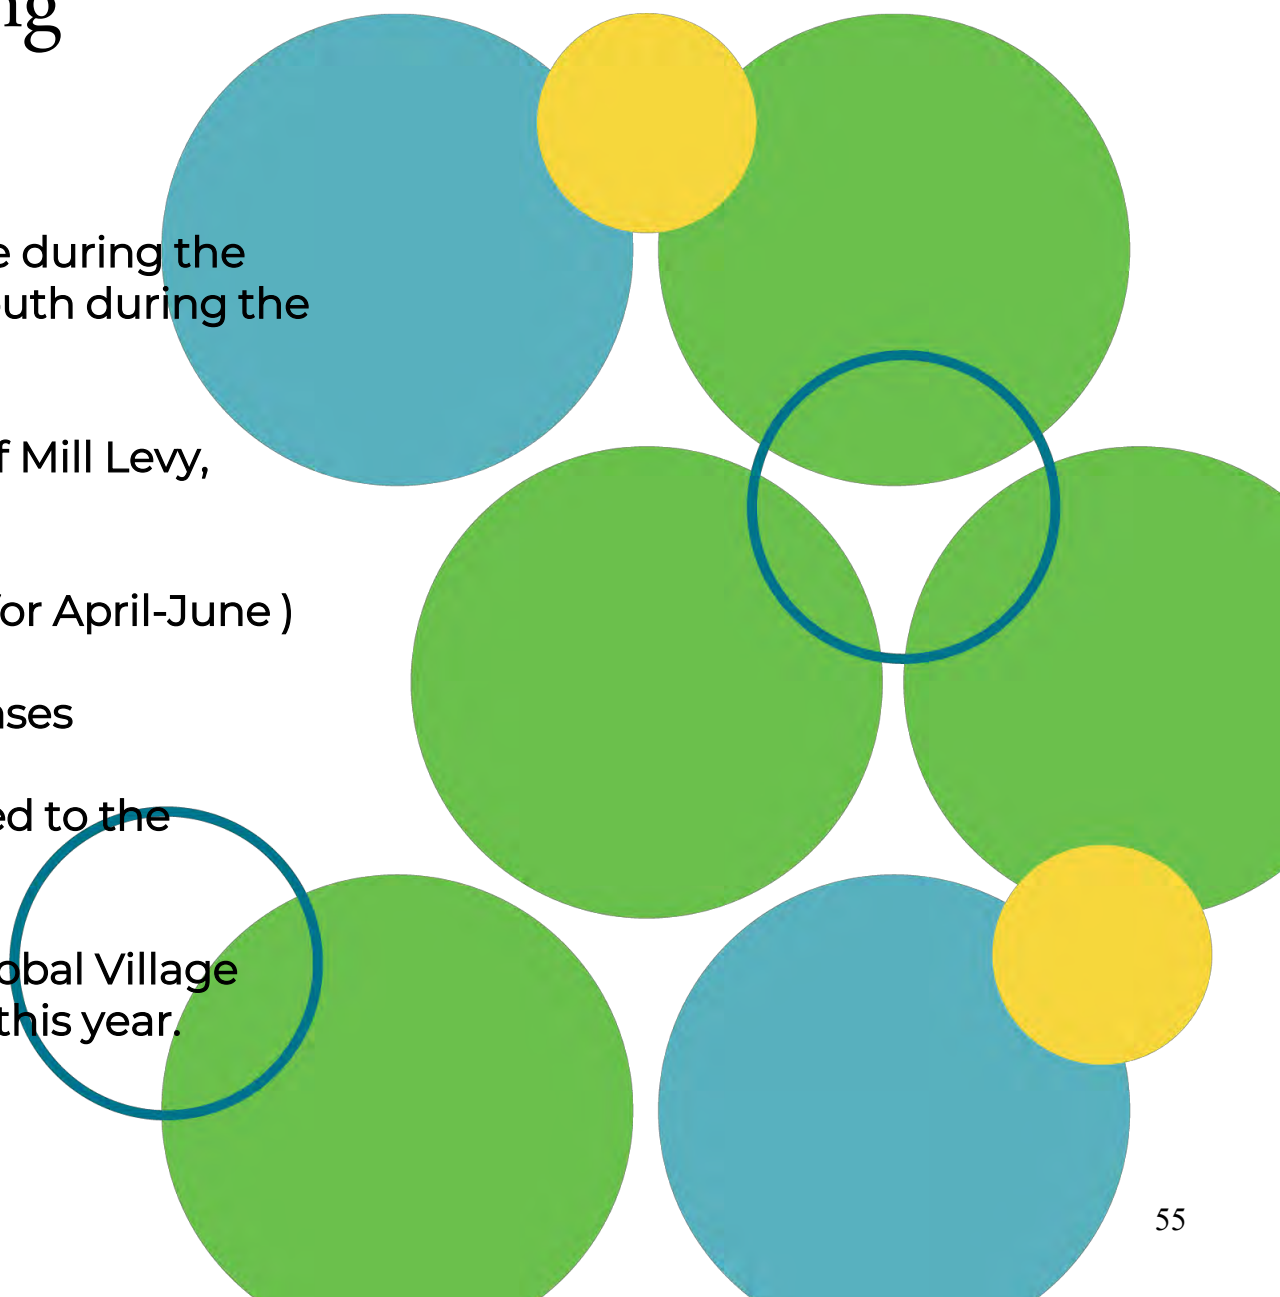 ng
e during the
uth during the
f Mill Levy,
for April-June )
nses
ed to the
obal Village
this year.
55